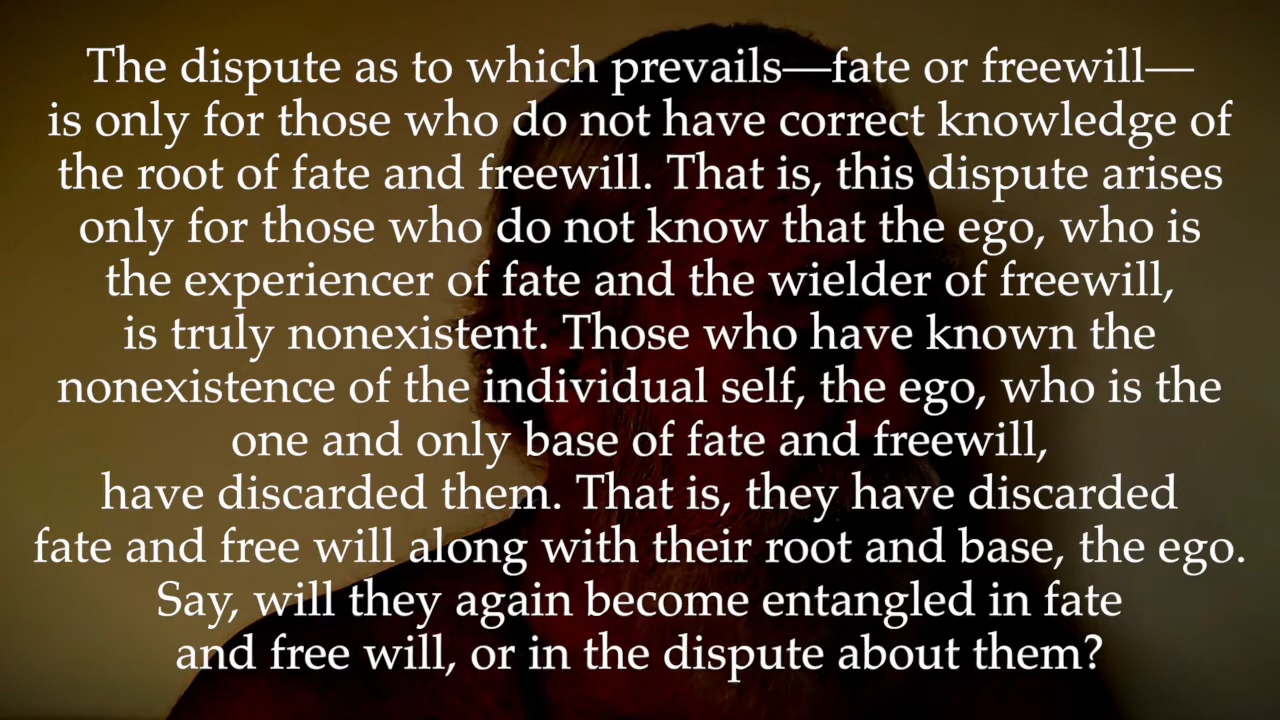 The dispute as to which prevails—fate or freewill—
is only for those who do not have correct knowledge of
the root of fate and freewill. That is, this dispute arises
only for those who do not know that the ego, who is
the experiencer of fate and the wielder of freewill,
is truly nonexistent. Those who have known the
nonexistence of the individual self, the ego, who is the
one and only base of fate and freewill,
have discarded them. That is, they have discarded
fate and free will along with their root and base, the ego.
Say, will they again become entangled in fate
and free will, or in the dispute about them?